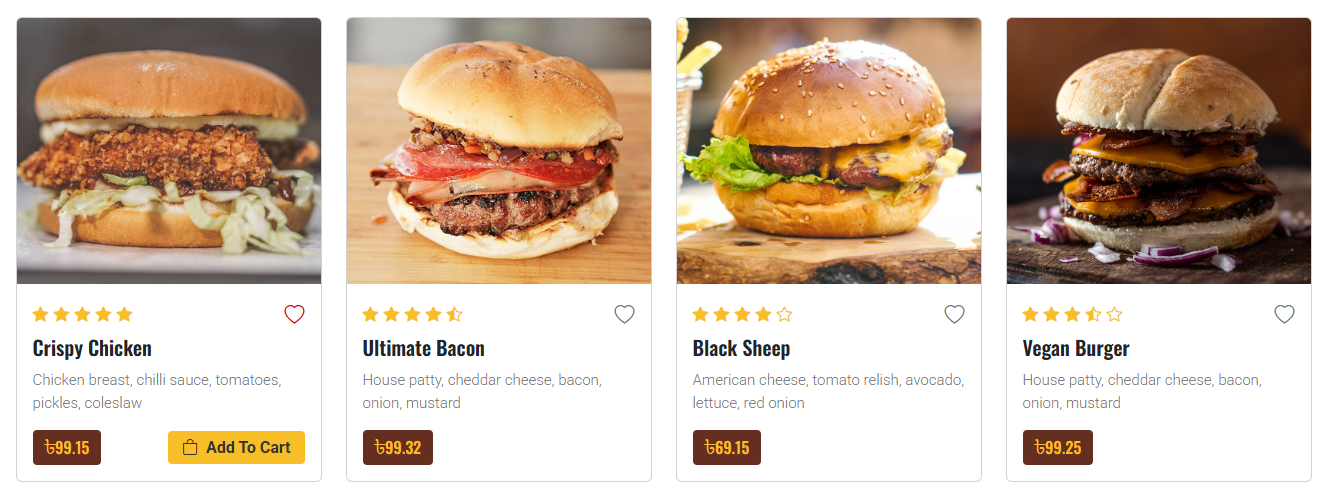 Crispy Chicken
Chicken breast, chilli sauce, tomatoes,
pickles, coleslaw
৳99.15
Add To Cart
Ultimate Bacon
House patty, cheddar cheese, bacon,
onion, mustard
৳99.32
Black Sheep
American cheese, tomato relish, avocado,
lettuce, red onion
৳69.15
Vegan Burger
House patty, cheddar cheese, bacon,
onion, mustard
৳99.25